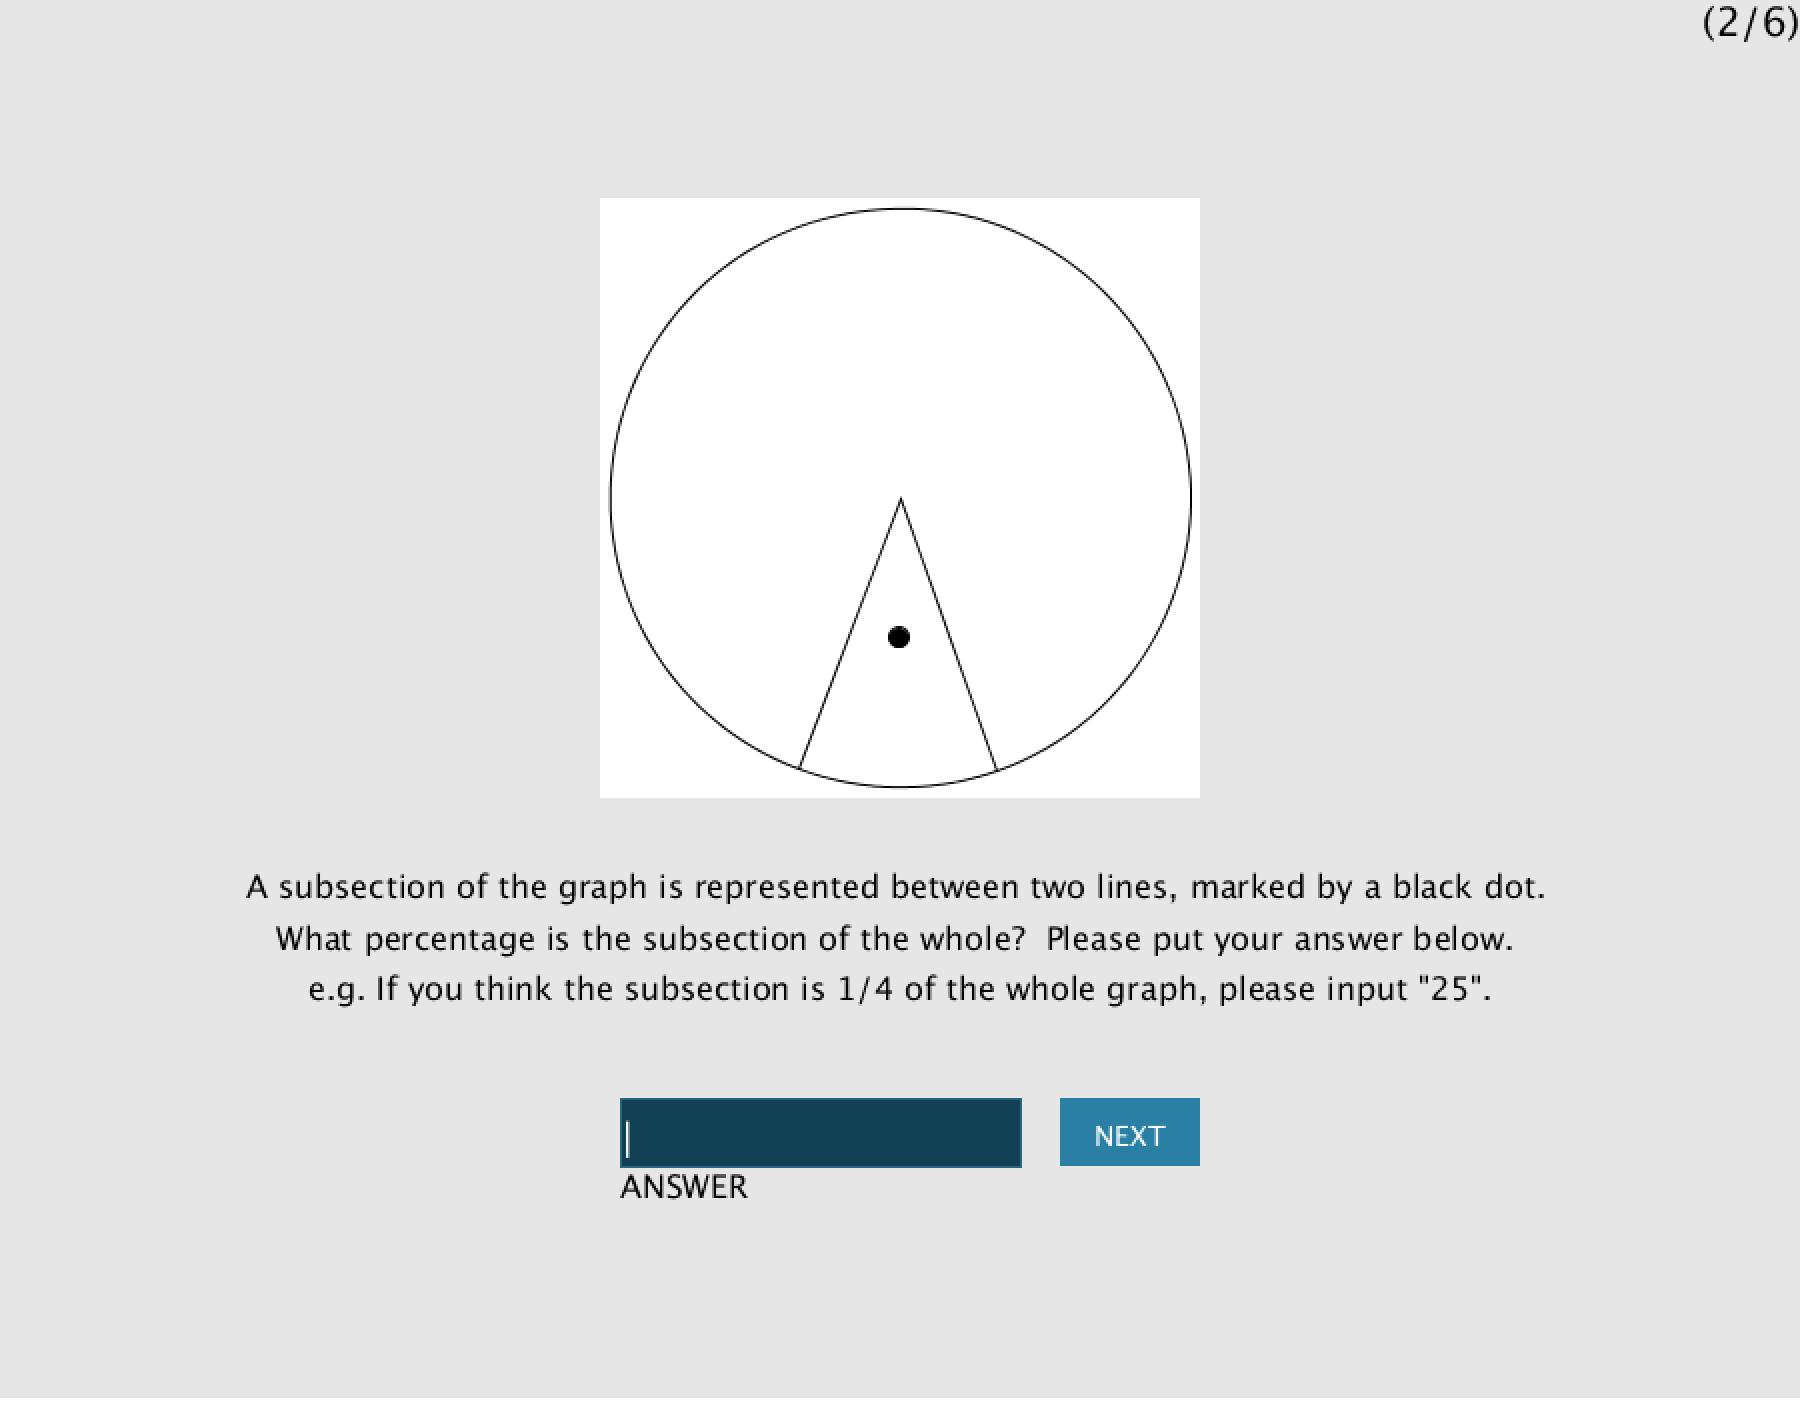 (2/6)
A subsection of the graph is represented between two lines, marked by a black dot.
What percentage is the subsection of the whole?  Please put your answer below.
e.g. If you think the subsection is 1/4 of the whole graph, please input "25".
NEXT
ANSWER